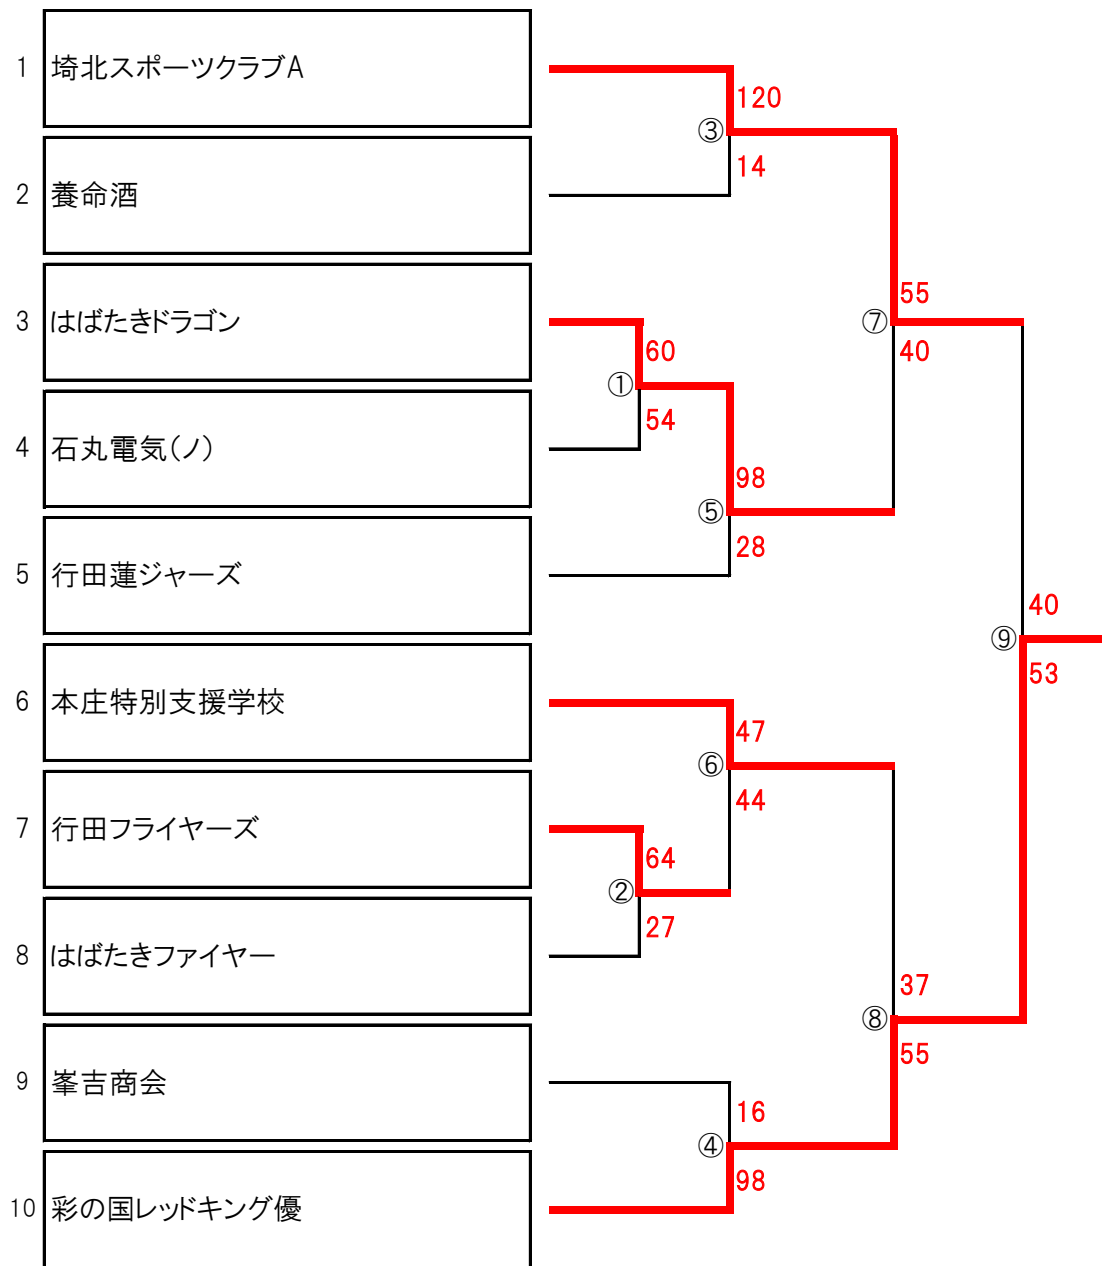 1 埼北スポーツクラブA
120
③
14
2 養命酒
55
3 はばたきドラゴン
⑦
60
40
①
54
4 石丸電気(ノ)
98
⑤
28
5 行田蓮ジャーズ
40
⑨
53
6 本庄特別支援学校
47
⑥
44
7 行田フライヤーズ
64
②
27
8 はばたきファイヤー
37
⑧
55
9 峯吉商会
16
④
98
10 彩の国レッドキング優